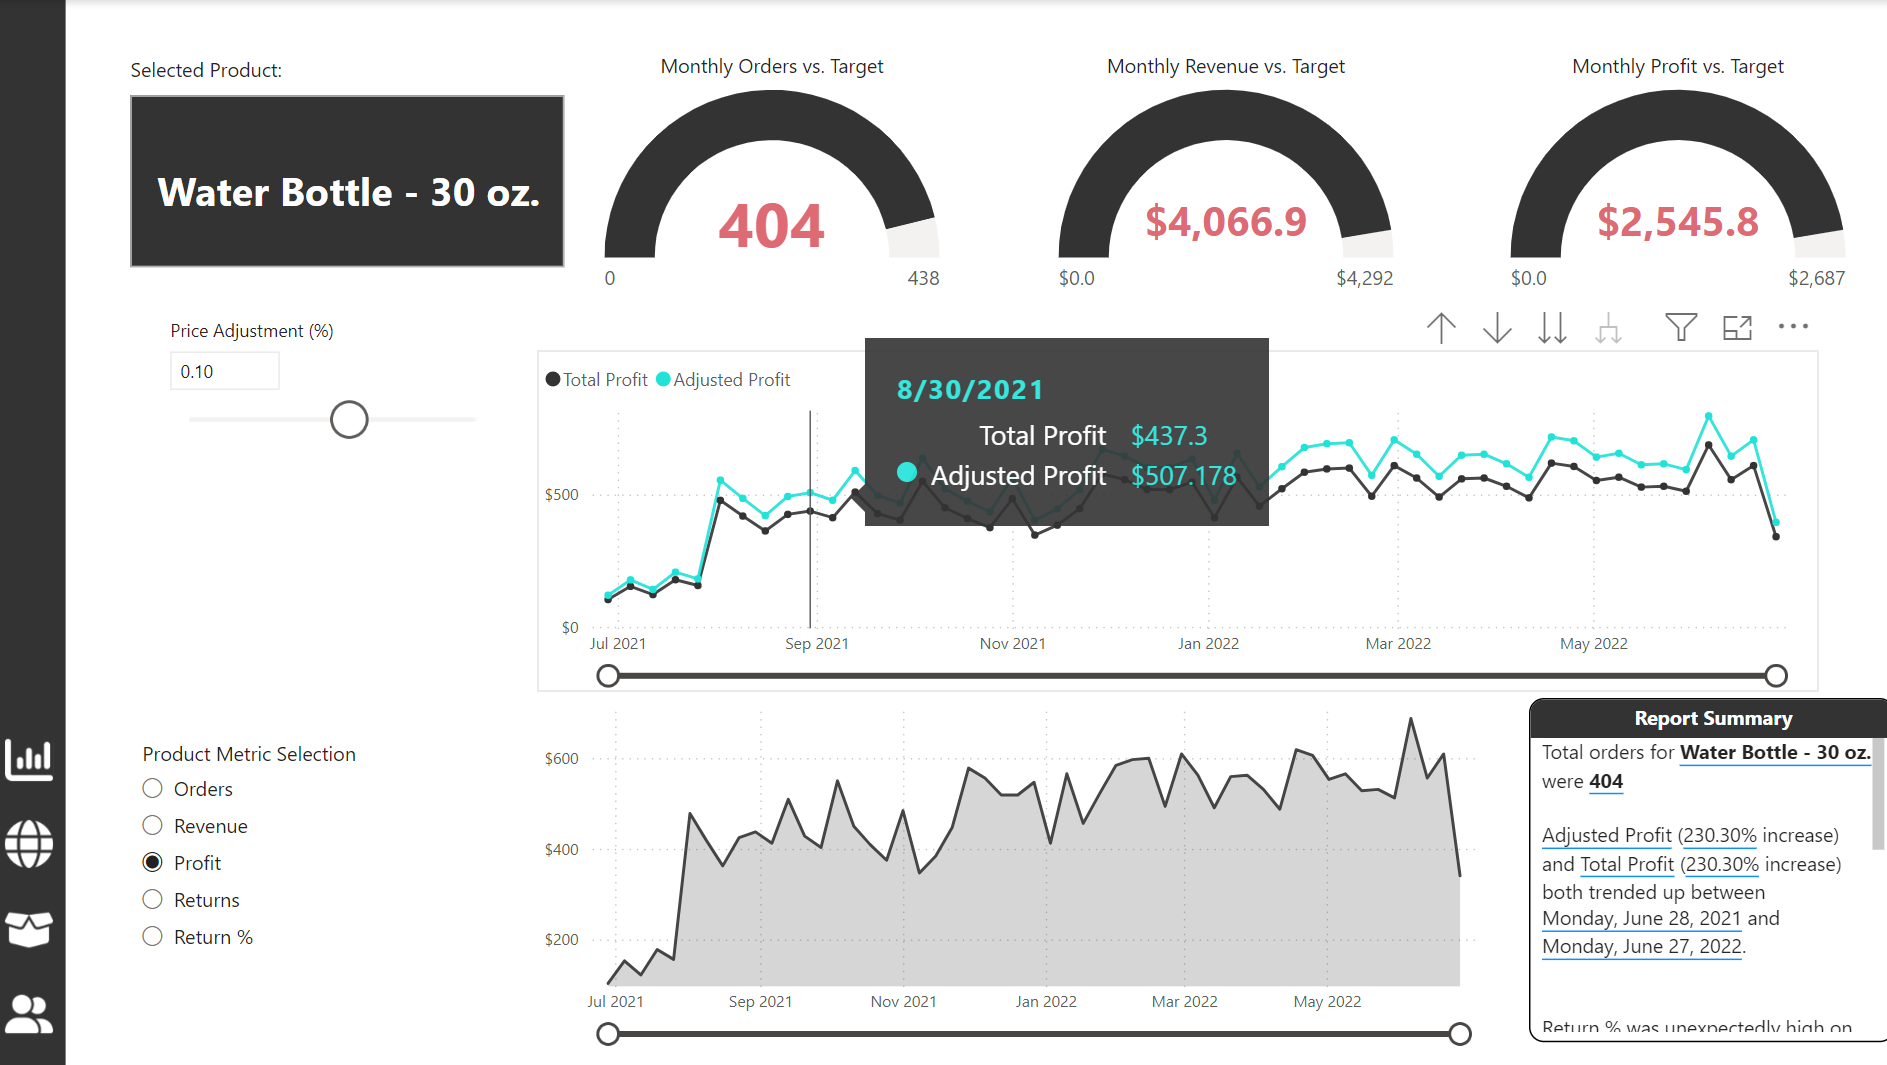 Selected Product:
Water Bottle - 30 oz.
Monthly Orders vs. Target
404
0
438
Monthly Revenue vs. Target
$4,066.9
$0.0
$4,292
Monthly Profit vs. Target
$2,545.8
$0.0
$2,687
Price Adjustment (%)
0.10
Total Profit
Adjusted Profit
8/30/2021
Total Profit $437.3
Adjusted Profit $507.178
$500
$0
Jul 2021
Sep 2021
Nov 2021
Jan 2022
Mar 2022
May 2022
Product Metric Selection
Orders
Revenue
Profit
Returns
Return %
$600
$400
$200
Jul 2021
Sep 2021
Nov 2021
Jan 2022
Mar 2022
May 2022
Report Summary
Total orders for Water Bottle - 30 oz.
were 404
Adjusted Profit (230.30% increase)
and Total Profit (230.30% increase)
both trended up between
Monday, June 28, 2021 and
Monday, June 27, 2022.
Return % was unexpectedly high on